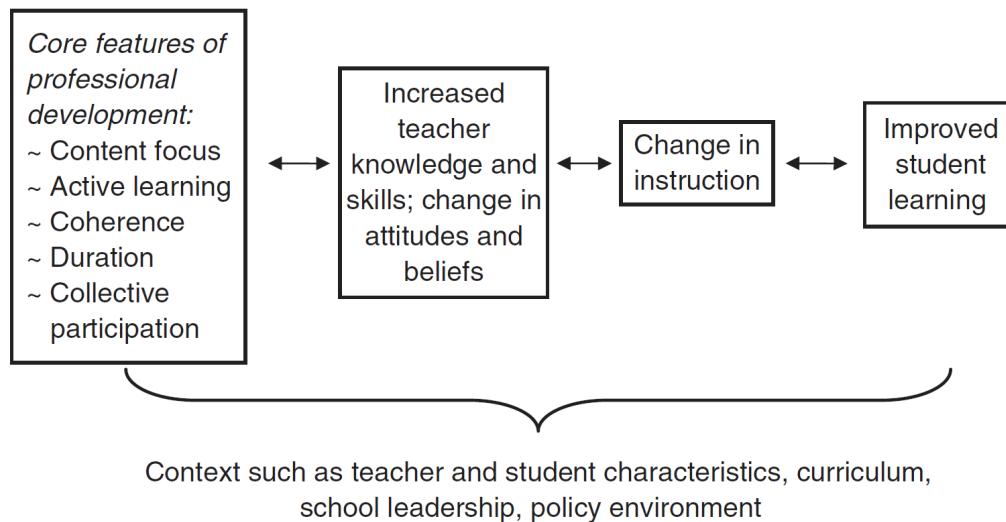 Core features of
professional
development:
~ Content focus
~ Active learning
~ Coherence
~ Duration
~ Collective
participation
Increased
teacher
knowledge and
skills; change in
attitudes and
beliefs
Change in
instruction
Improved
student
learning
Context such as teacher and student characteristics, curriculum,
school leadership, policy environment